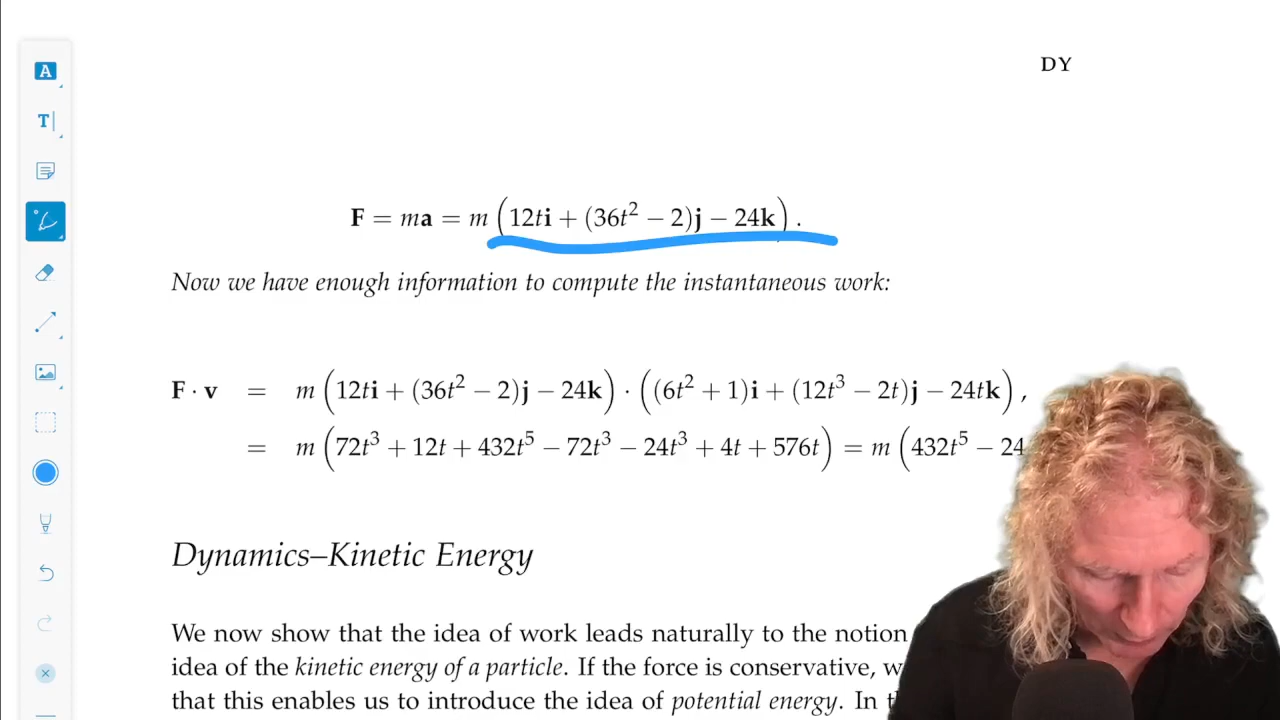 DY
A
T
F = ma = m (12ti + (36t² − 2)j − 24k) .
Now we have enough information to compute the instantaneous work:
F · v = m (12ti + (36t² − 2)j − 24k) · ((6t² + 1)i + (12t³ − 2t)j − 24tk) ,
= m (72t³ + 12t + 432t⁵ − 72t³ − 24t³ + 4t + 576t) = m (432t⁵ − 24
Dynamics–Kinetic Energy
We now show that the idea of work leads naturally to the notion
idea of the kinetic energy of a particle. If the force is conservative,
that this enables us to introduce the idea of potential energy. In